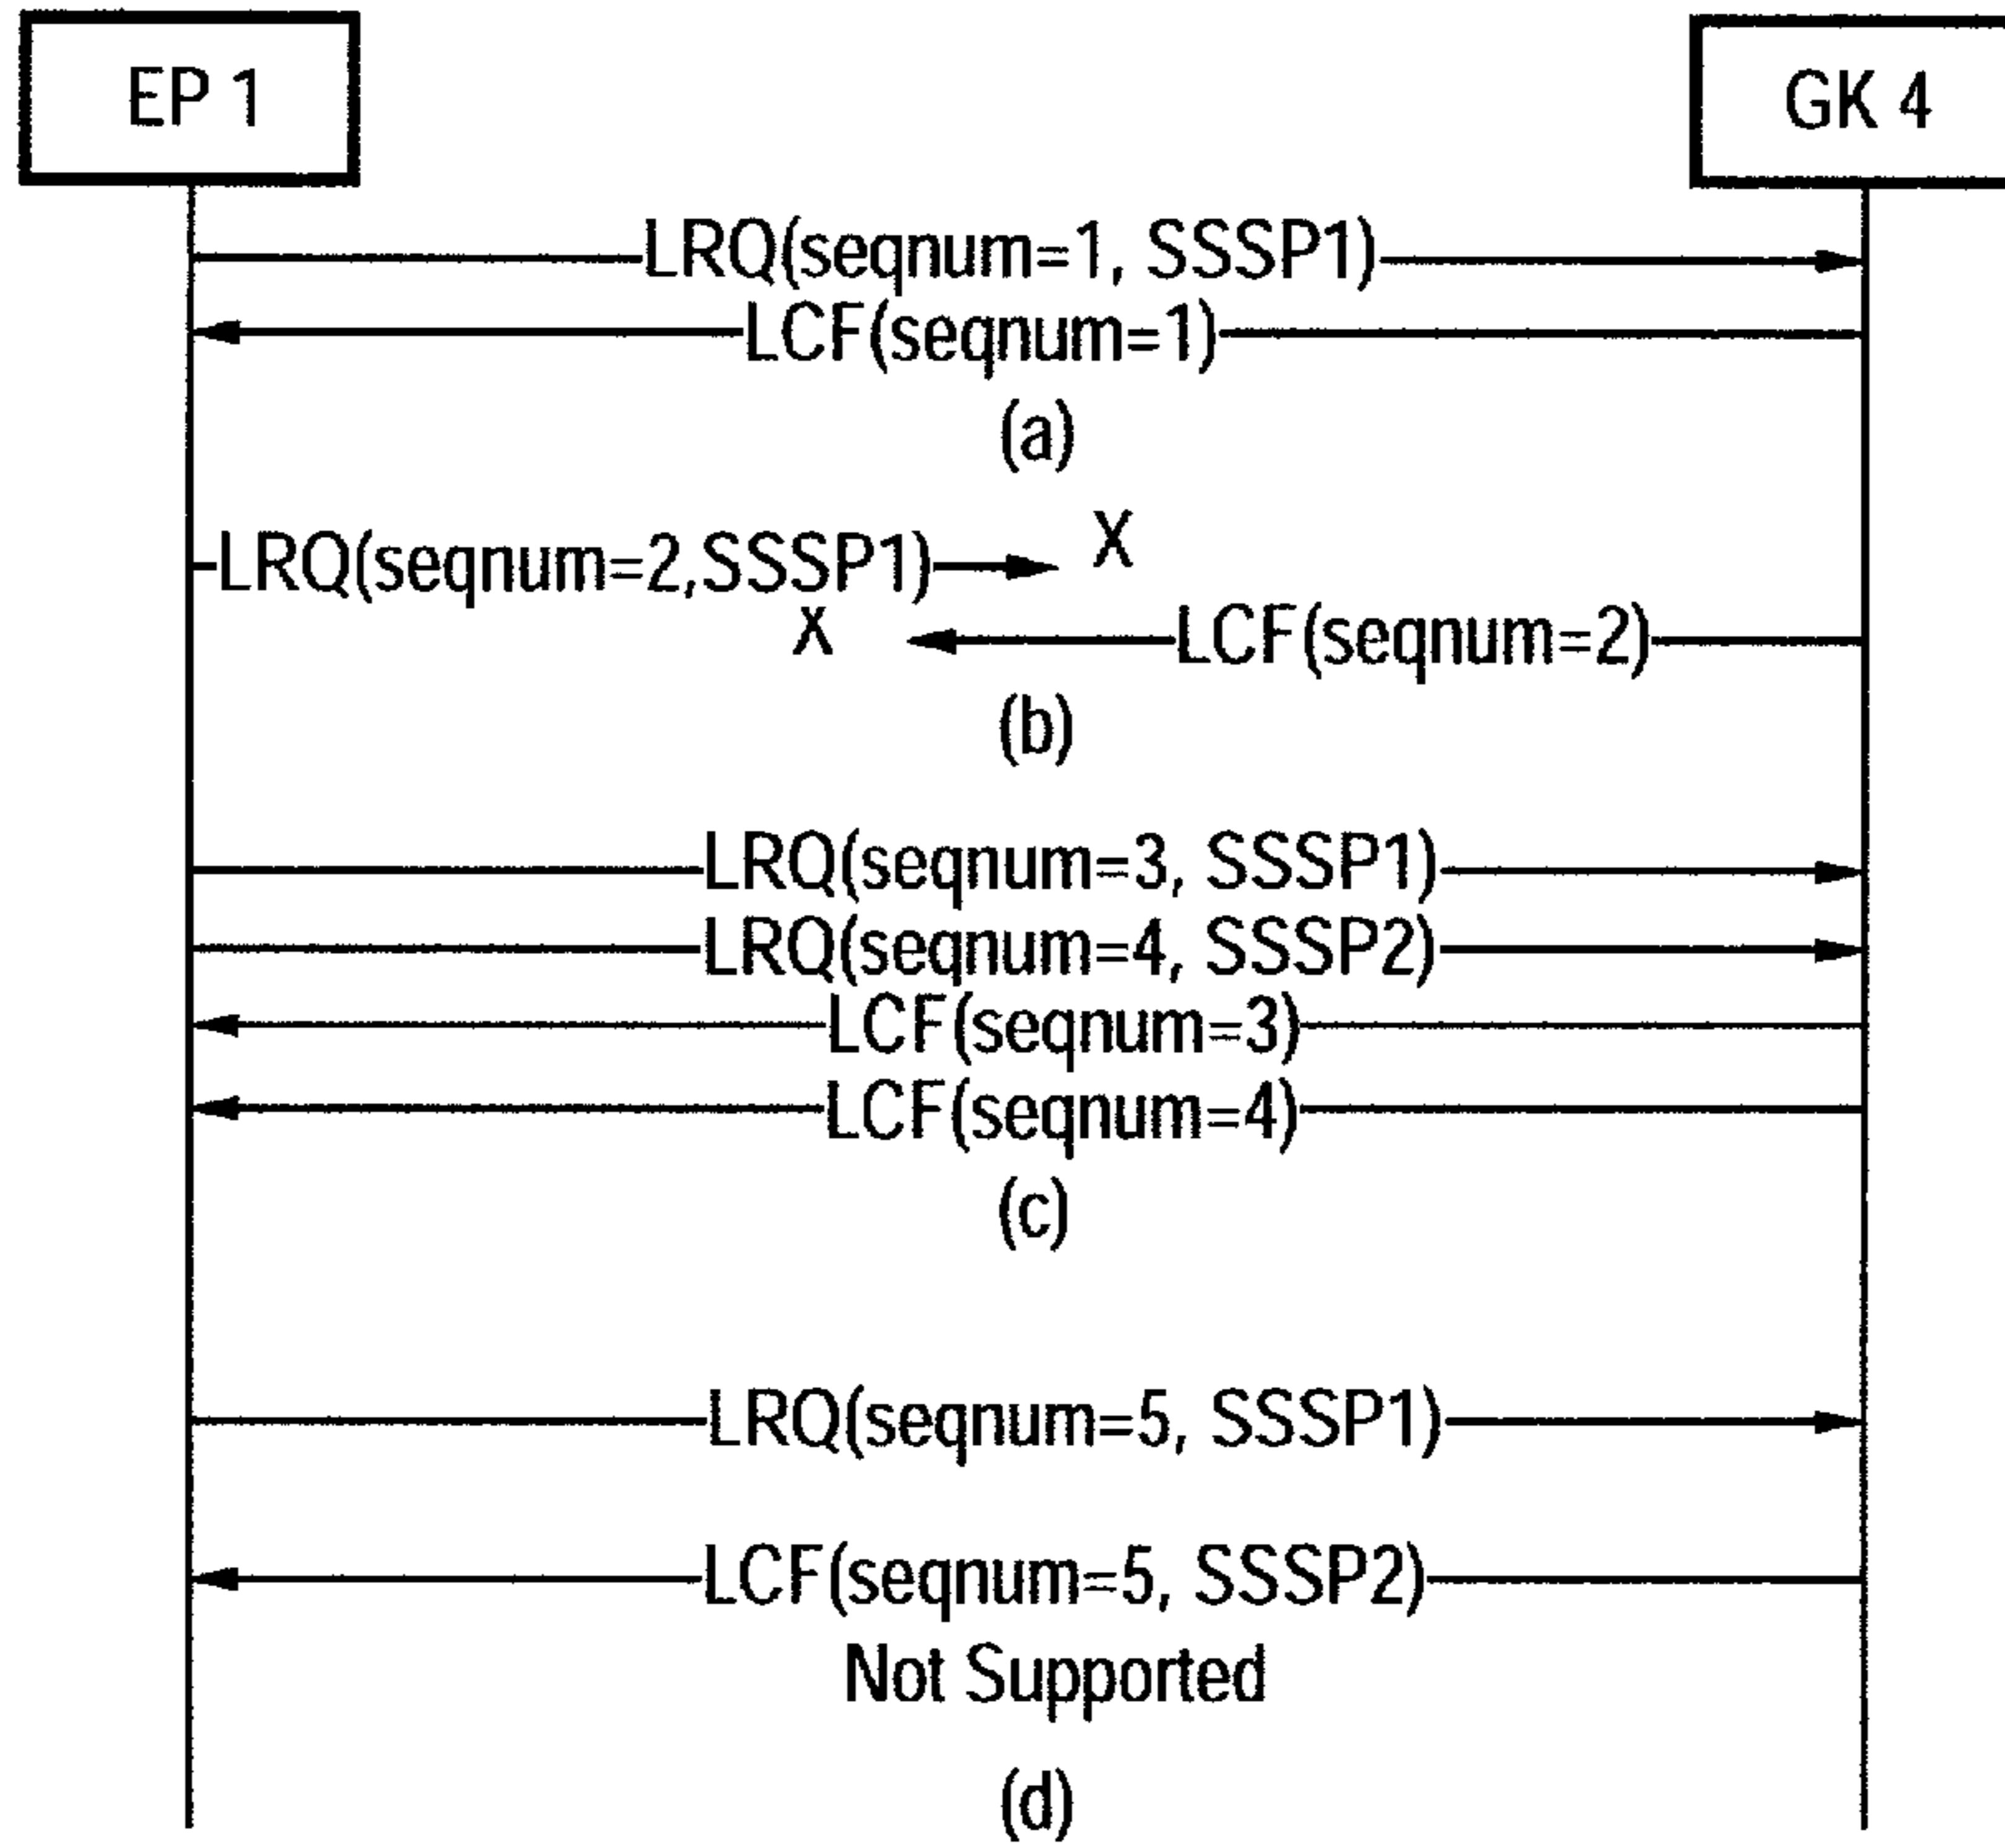 EP 1
GK 4
LRQ(seqnum=1, SSSP1)
LCF(seqnum=1)
(a)
LRQ(seqnum=2,SSSP1)
X
X
LCF(seqnum=2)
(b)
LRQ(seqnum=3, SSSP1)
LRQ(seqnum=4, SSSP2)
LCF(seqnum=3)
LCF(seqnum=4)
(c)
LRQ(seqnum=5, SSSP1)
LCF(seqnum=5, SSSP2)
Not Supported
(d)